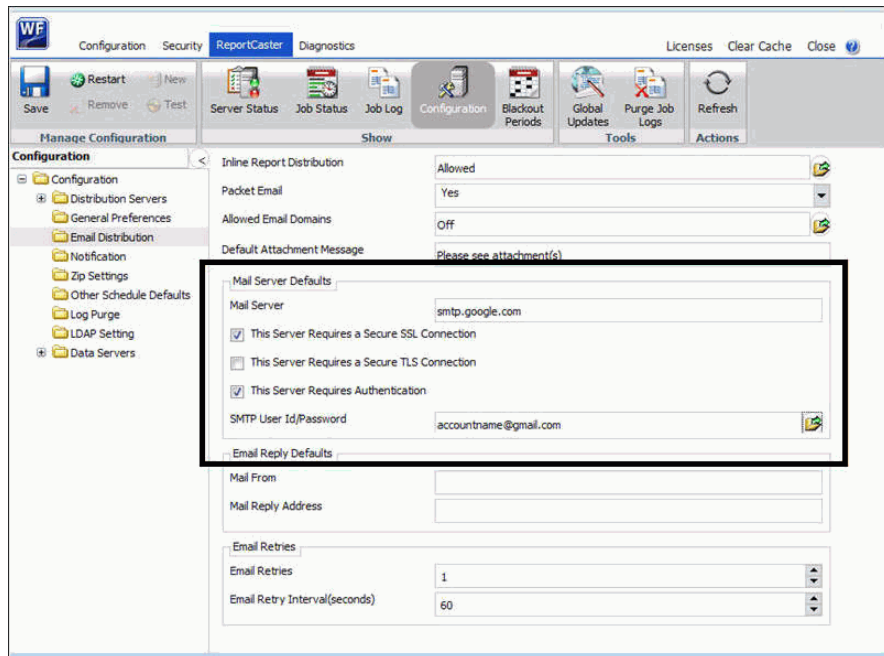 WF
Configuration Security ReportCaster Diagnostics Licenses Clear Cache Close ?
Save Restart New Remove Test Server Status Job Status Job Log Configuration Blackout Periods Global Updates Purge Job Logs Refresh
Manage Configuration Show Tools Actions
Configuration <
Configuration
Distribution Servers
General Preferences
Email Distribution
Notification
Zip Settings
Other Schedule Defaults
Log Purge
LDAP Setting
Data Servers
Inline Report Distribution Allowed
Packet Email Yes
Allowed Email Domains Off
Default Attachment Message Please see attachment(s)
Mail Server Defaults
Mail Server smtp.google.com
This Server Requires a Secure SSL Connection
This Server Requires a Secure TLS Connection
This Server Requires Authentication
SMTP User Id/Password accountname@gmail.com
Email Reply Defaults
Mail From
Mail Reply Address
Email Retries
Email Retries 1
Email Retry Interval(seconds) 60